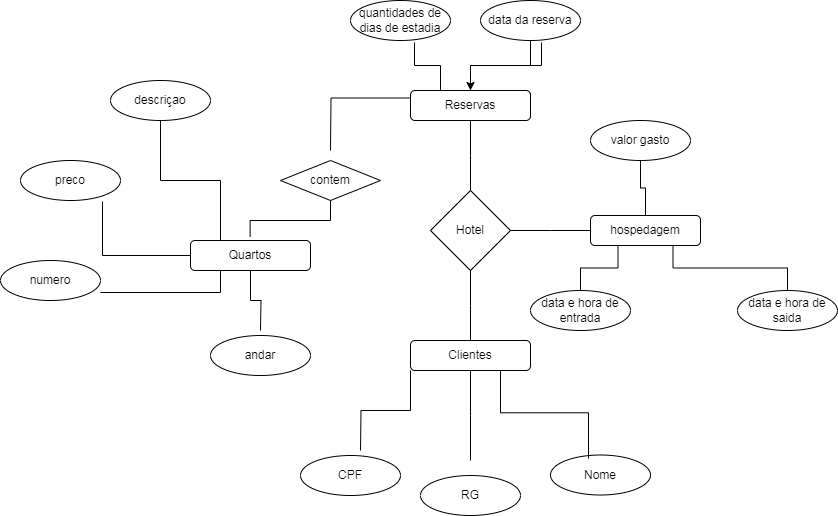 quantidades de
dias de estadia
data da reserva
descriçao
Reservas
valor gasto
preco
contem
Hotel
hospedagem
Quartos
numero
data e hora de
entrada
data e hora de
saida
andar
Clientes
CPF
RG
Nome